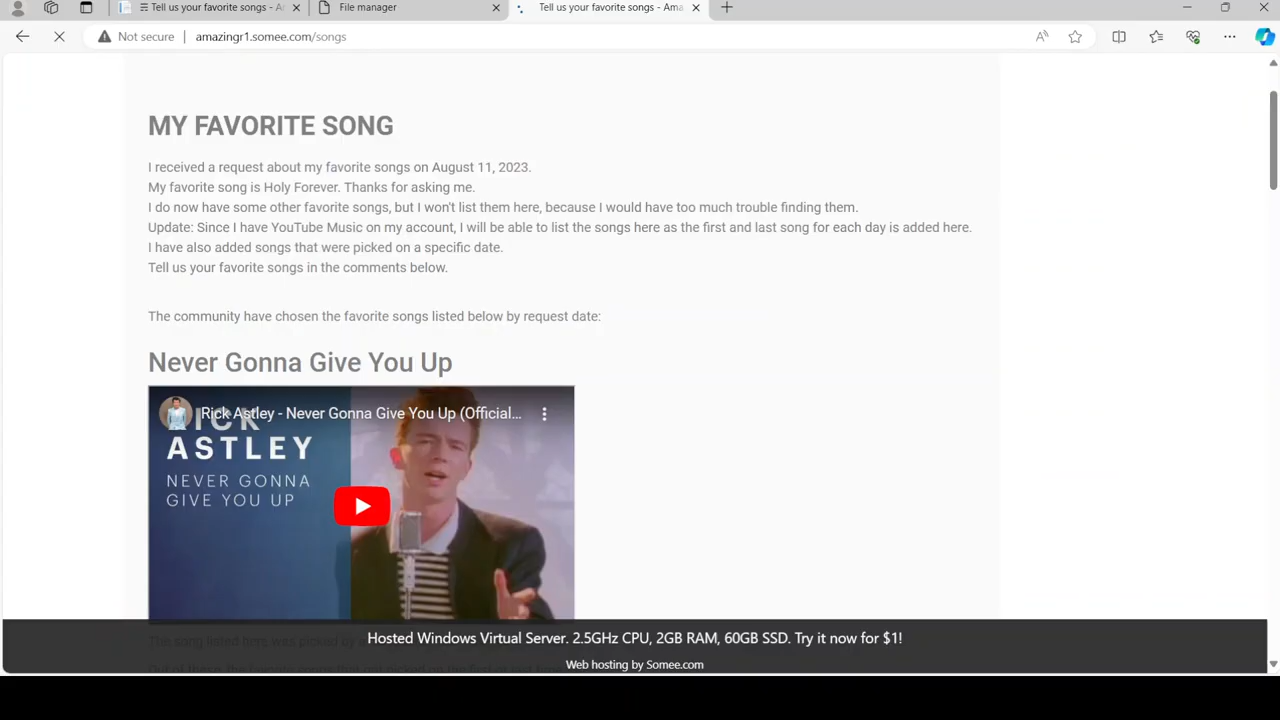 ☰ Tell us your favorite songs - A
File manager
Tell us your favorite songs - Ama
Not secure
amazingr1.somee.com/songs
MY FAVORITE SONG
I received a request about my favorite songs on August 11, 2023.
My favorite song is Holy Forever. Thanks for asking me.
I do now have some other favorite songs, but I won't list them here, because I would have too much trouble finding them.
Update: Since I have YouTube Music on my account, I will be able to list the songs here as the first and last song for each day is added here.
I have also added songs that were picked on a specific date.
Tell us your favorite songs in the comments below.
The community have chosen the favorite songs listed below by request date:
Never Gonna Give You Up
Rick Astley - Never Gonna Give You Up (Official...
RICK
ASTLEY
NEVER GONNA
GIVE YOU UP
The song listed here was picked by
Hosted Windows Virtual Server. 2.5GHz CPU, 2GB RAM, 60GB SSD. Try it now for $1!
Web hosting by Somee.com